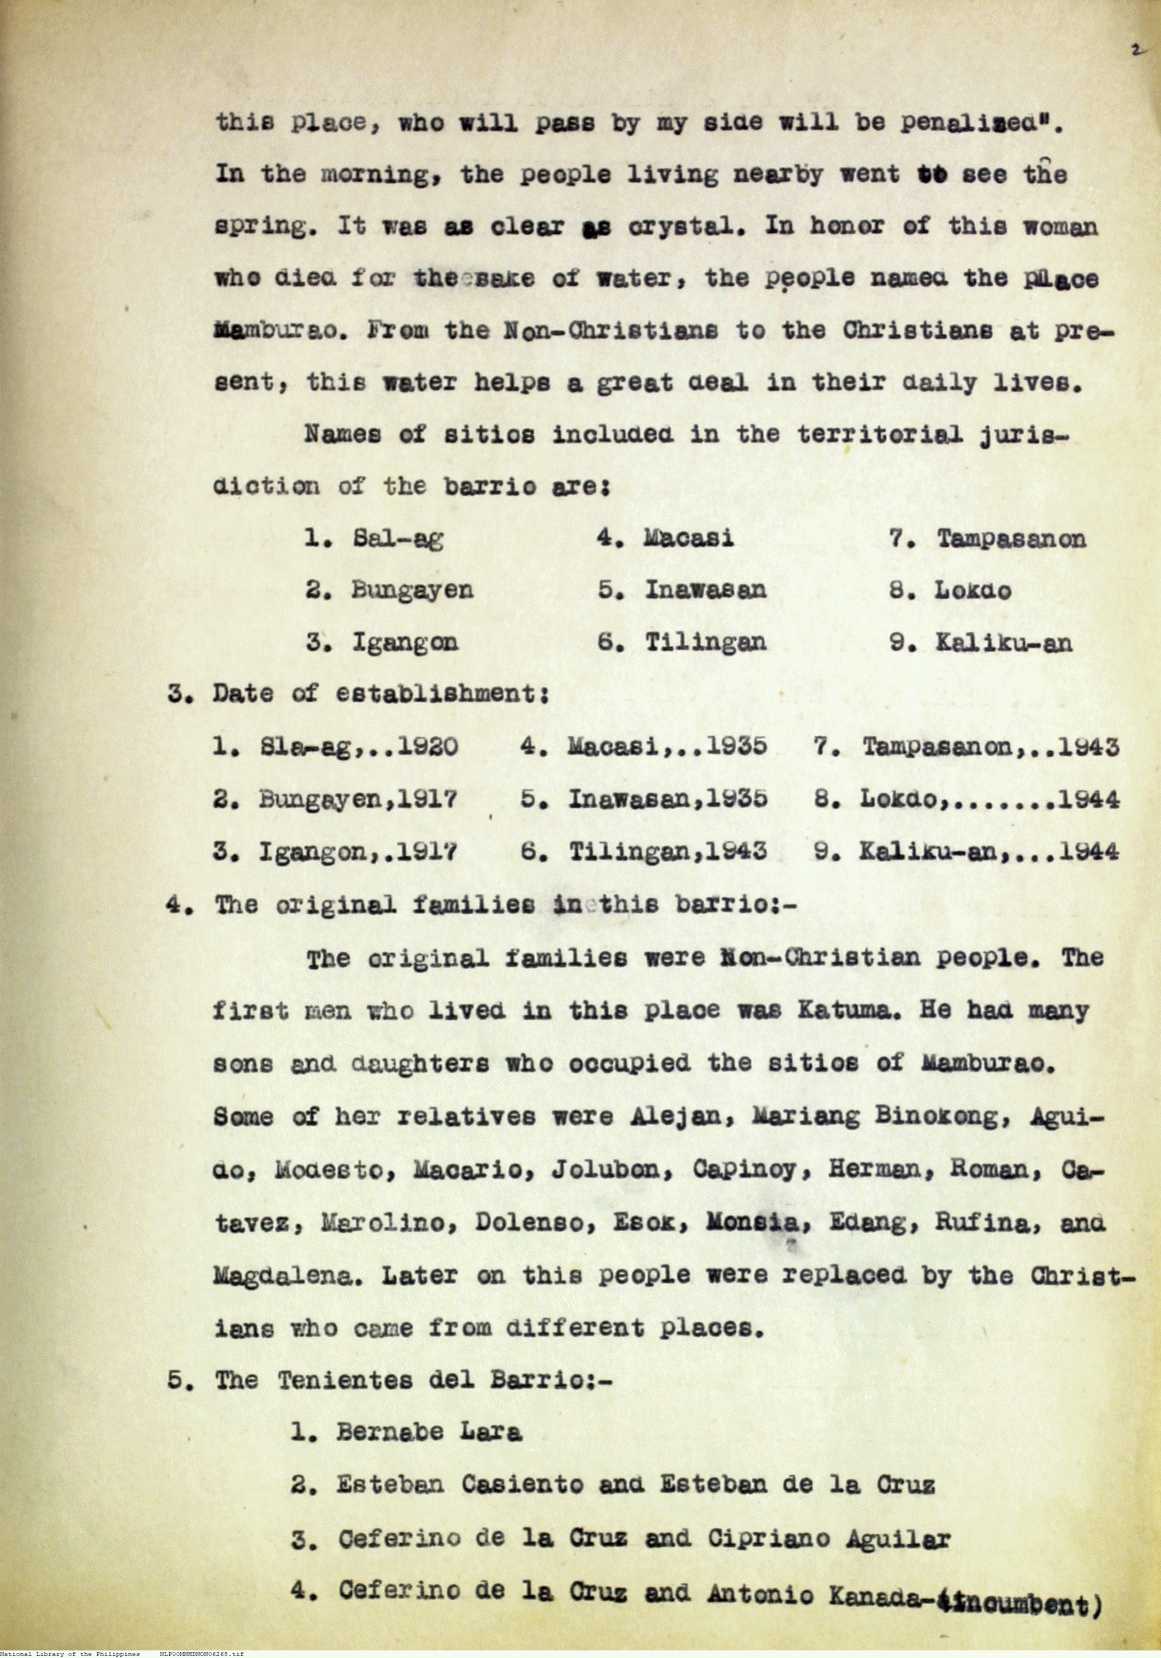 2
this place, who will pass by my side will be penalized".
In the morning, the people living nearby went to see the
spring. It was as clear as crystal. In honor of this woman
who died for the sake of water, the people named the place
Mamburao. From the Non-Christians to the Christians at pre-
sent, this water helps a great deal in their daily lives.
Names of sitios included in the territorial juris-
diction of the barrio are:
1. Sal-ag 4. Macasi 7. Tampasanon
2. Bungayen 5. Inawasan 8. Lokdo
3. Igangon 6. Tilingan 9. Kaliku-an
3. Date of establishment:
1. Sla-ag,..1920 4. Macasi,..1935 7. Tampasanon,..1943
2. Bungayen,1917 5. Inawasan,1935 8. Lokdo,.......1944
3. Igangon,.1917 6. Tilingan,1943 9. Kaliku-an,...1944
4. The original families in this barrio:-
The original families were Non-Christian people. The
first men who lived in this place was Katuma. He had many
sons and daughters who occupied the sitios of Mamburao.
Some of her relatives were Alejan, Mariang Binokong, Agui-
do, Modesto, Macario, Jolubon, Capinoy, Herman, Roman, Ca-
tavez, Marolino, Dolenso, Esok, Monsia, Edang, Rufina, and
Magdalena. Later on this people were replaced by the Christ-
ians who came from different places.
5. The Tenientes del Barrio:-
1. Bernabe Lara
2. Esteban Casiento and Esteban de la Cruz
3. Ceferino de la Cruz and Cipriano Aguilar
4. Ceferino de la Cruz and Antonio Kanada-(incumbent)
National Library of the Philippines